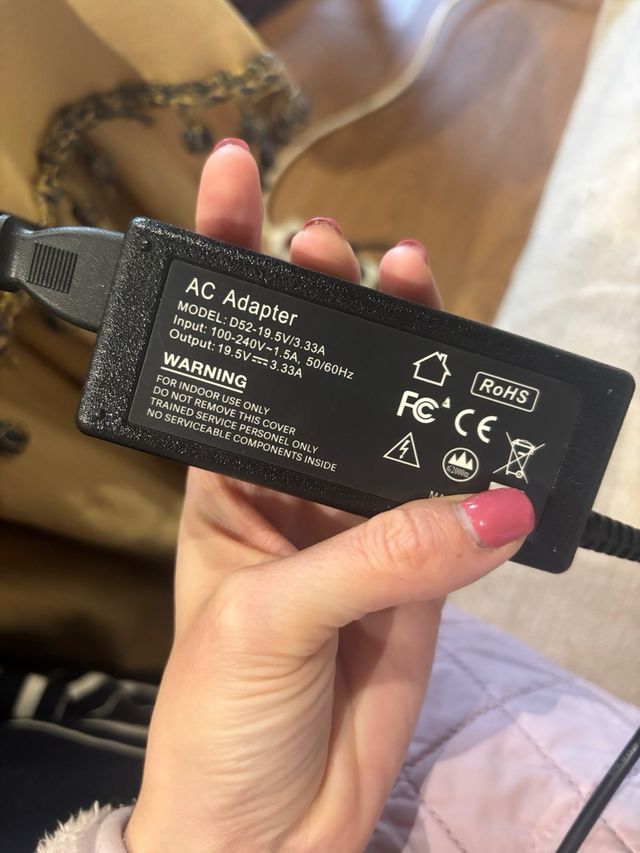 AC Adapter
MODEL: D52-19.5V/3.33A
Input: 100-240V~1.5A, 50/60Hz
Output: 19.5V⎓3.33A
WARNING
FOR INDOOR USE ONLY
DO NOT REMOVE THIS COVER
TRAINED SERVICE PERSONEL ONLY
NO SERVICEABLE COMPONENTS INSIDE
RoHS
FC
CE
≤2000m